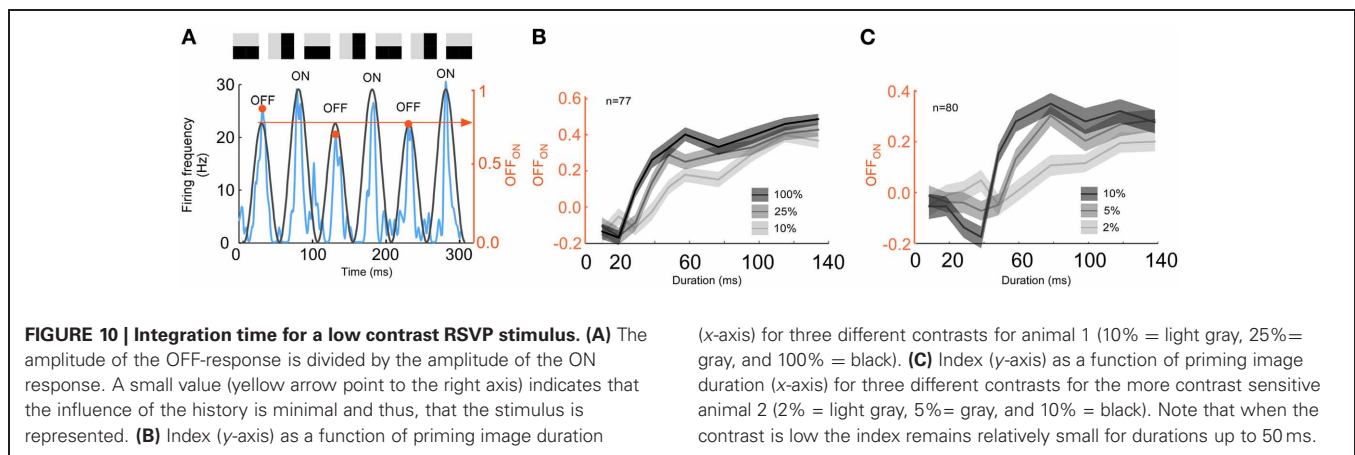 A
B
C
ON
ON
ON
OFF
OFF
OFF
30
20
10
0
Firing frequency
(Hz)
0
100
200
300
Time (ms)
1
0.5
0.0
OFF_ON
n=77
0.6
0.4
0.2
0.0
-0.2
OFF_ON
100%
25%
10%
0 20
60
100
140
Duration (ms)
n=80
0.4
0.2
0.0
-0.2
OFF_ON
10%
5%
2%
0
20
60
100
140
Duration (ms)
FIGURE 10 | Integration time for a low contrast RSVP stimulus. (A) The
amplitude of the OFF-response is divided by the amplitude of the ON
response. A small value (yellow arrow point to the right axis) indicates that
the influence of the history is minimal and thus, that the stimulus is
represented. (B) Index (y-axis) as a function of priming image duration
(x-axis) for three different contrasts for animal 1 (10% = light gray, 25%=
gray, and 100% = black). (C) Index (y-axis) as a function of priming image
duration (x-axis) for three different contrasts for the more contrast sensitive
animal 2 (2% = light gray, 5%= gray, and 10% = black). Note that when the
contrast is low the index remains relatively small for durations up to 50 ms.